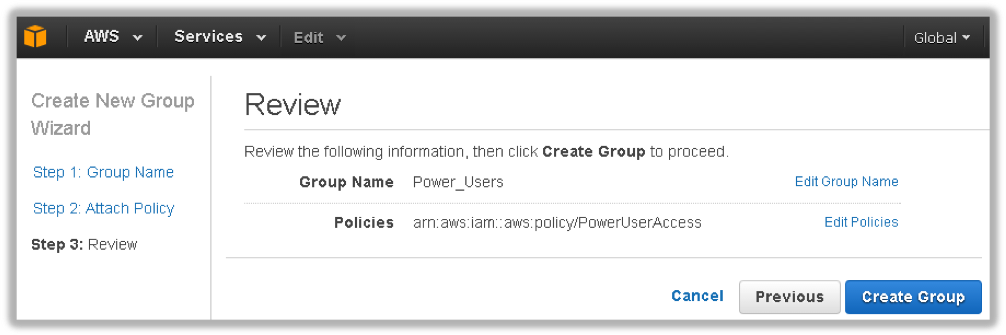 AWS Services Edit Global
Create New Group
Wizard
Step 1: Group Name
Step 2: Attach Policy
Step 3: Review
Review
Review the following information, then click Create Group to proceed.
Group Name Power_Users Edit Group Name
Policies arn:aws:iam::aws:policy/PowerUserAccess Edit Policies
Cancel Previous Create Group